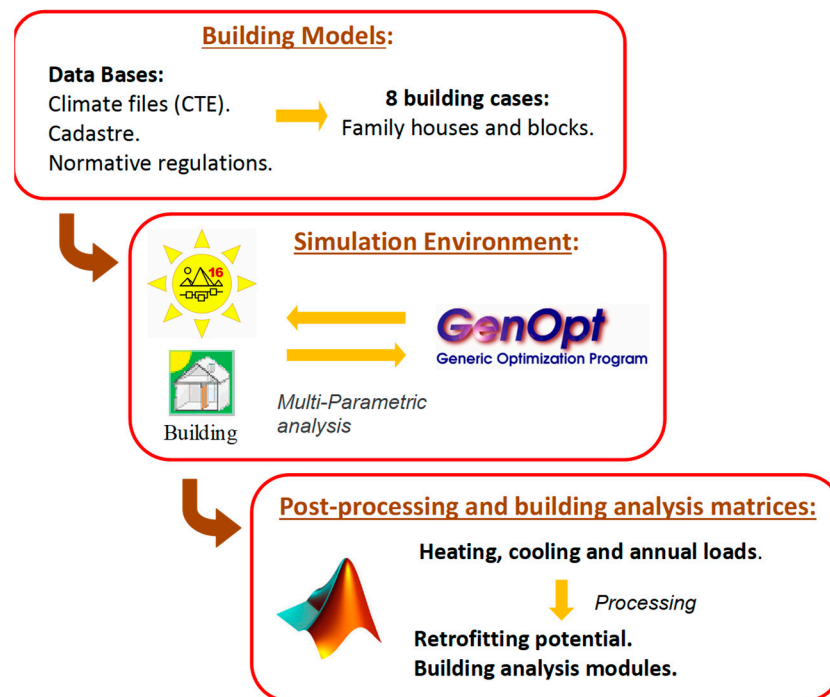 Building Models:
Data Bases:
Climate files (CTE).
Cadastre.
Normative regulations.
8 building cases:
Family houses and blocks.
Simulation Environment:
16
Building
GenOpt
Generic Optimization Program
Multi-Parametric
analysis
Post-processing and building analysis matrices:
Heating, cooling and annual loads.
Processing
Retrofitting potential.
Building analysis modules.